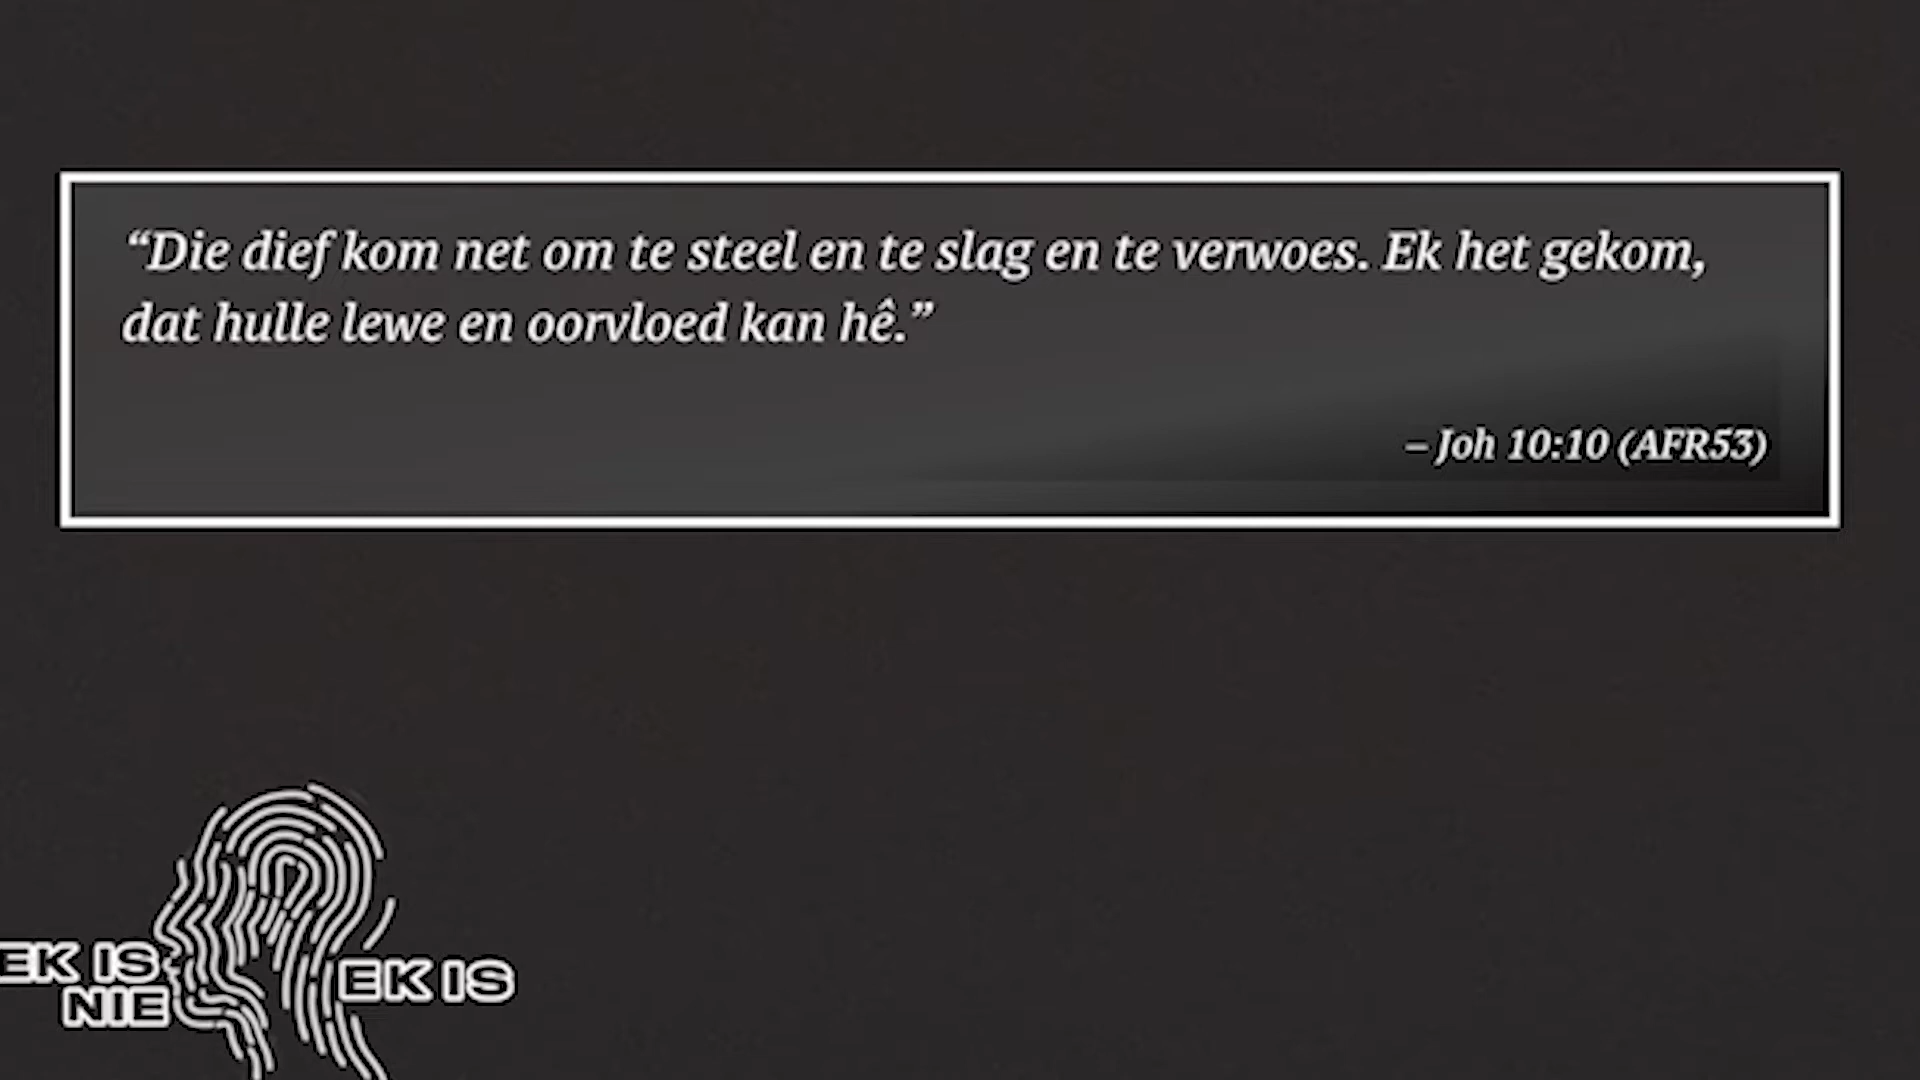 “Die dief kom net om te steel en te slag en te verwoes. Ek het gekom,
dat hulle lewe en oorvloed kan hê.”
– Joh 10:10 (AFR53)
EK IS
NIE
EK IS